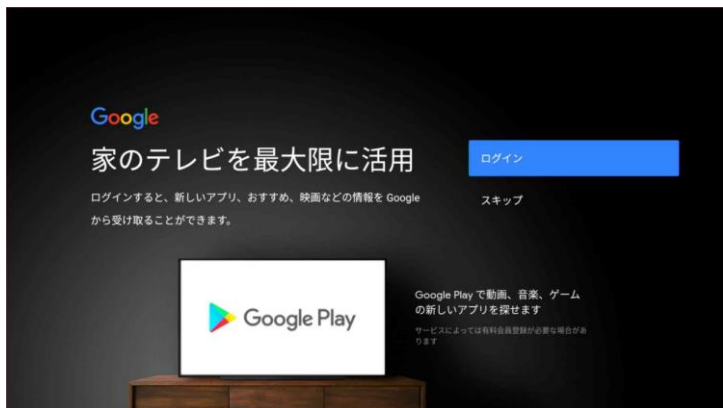 Google
家のテレビを最大限に活用
ログインすると、新しいアプリ、おすすめ、映画などの情報を Google
から受け取ることができます。
ログイン
スキップ
Google Play
Google Play で動画、音楽、ゲーム
の新しいアプリを探せます
サービスによっては有料会員登録が必要な場合があ
ります